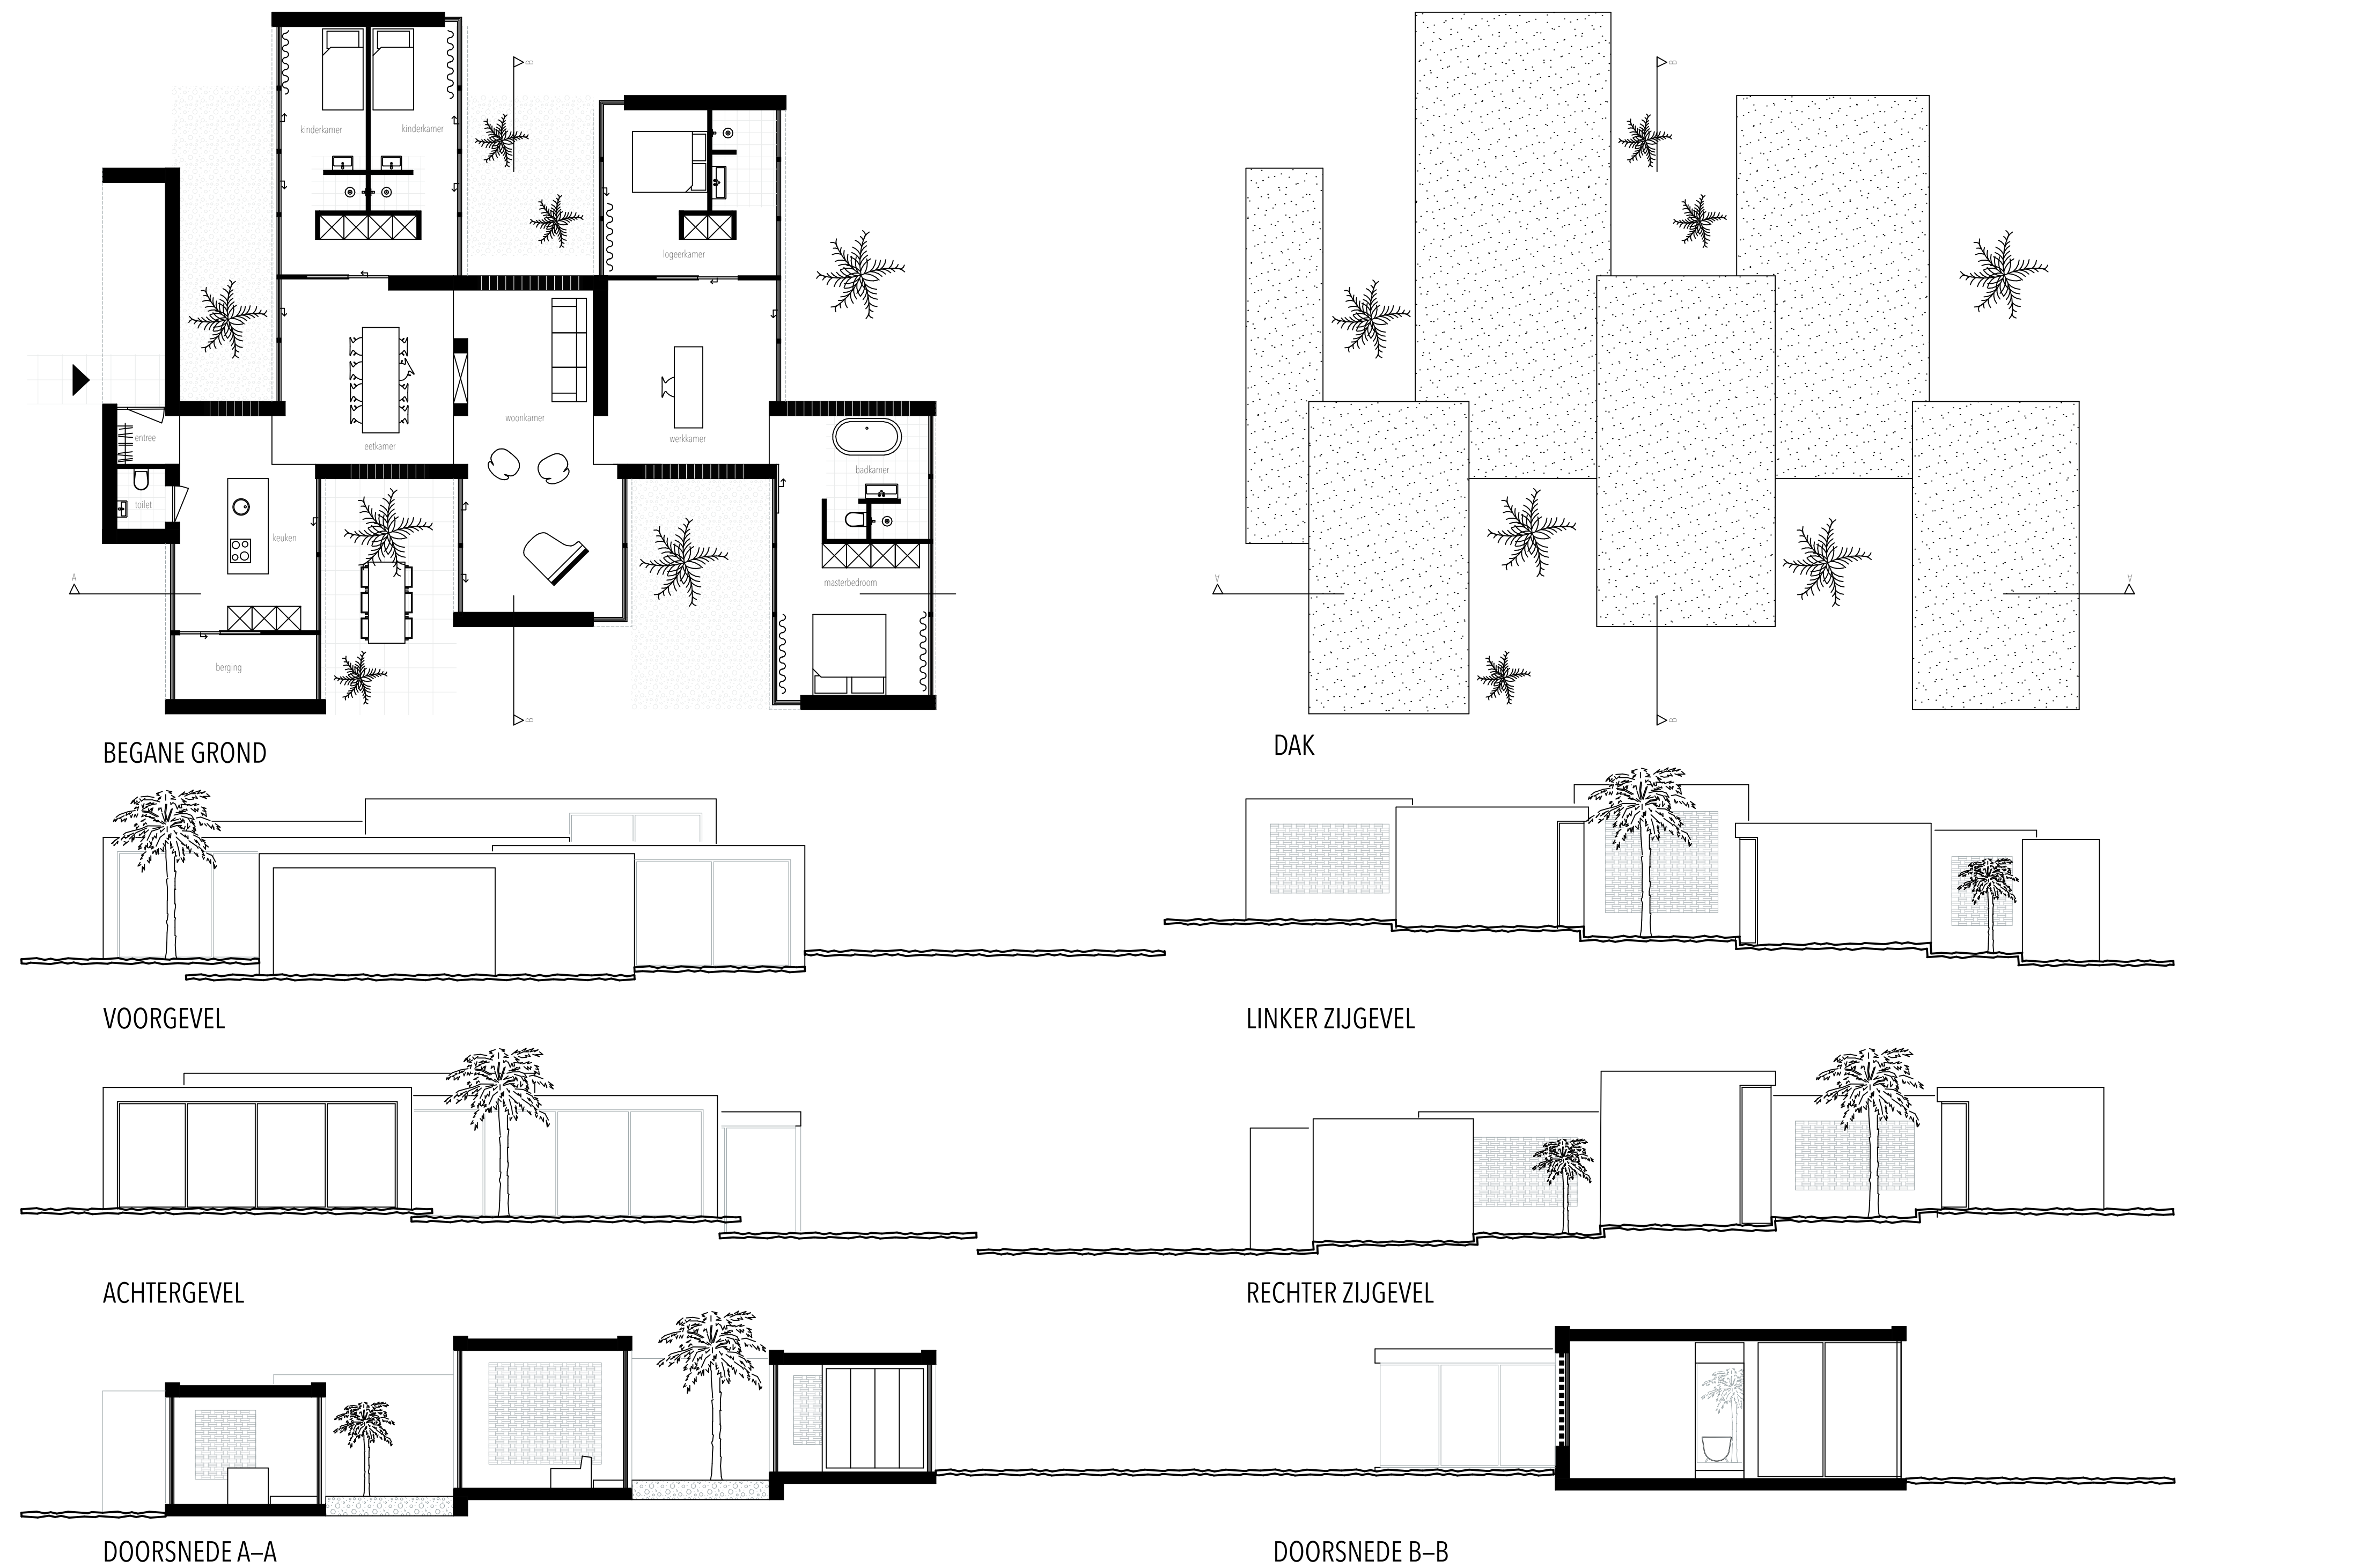 B
B
kinderkamer
kinderkamer
logeerkamer
woonkamer
entree
eetkamer
werkkamer
badkamer
toilet
keuken
A
masterbedroom
A
A
berging
B
B
BEGANE GROND
DAK
VOORGEVEL
LINKER ZIJGEVEL
ACHTERGEVEL
RECHTER ZIJGEVEL
DOORSNEDE A–A
DOORSNEDE B–B